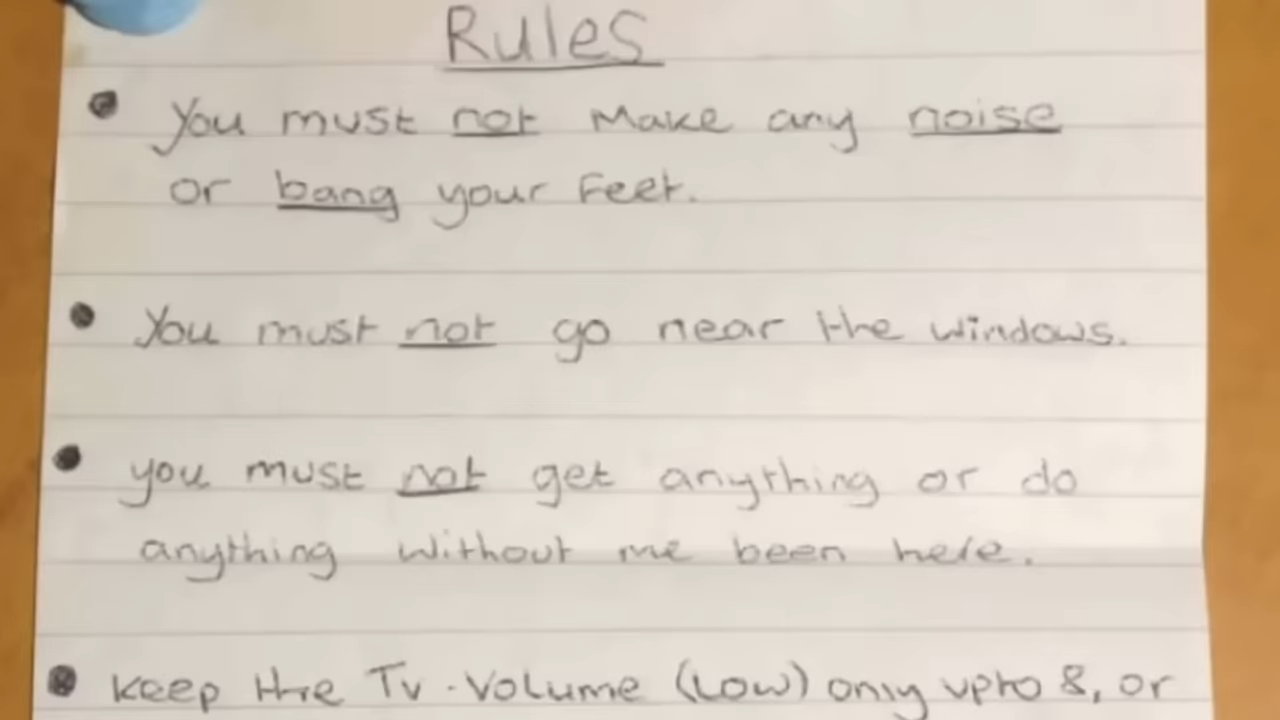 Rules
• You must not make any noise
or bang your feet.
• You must not go near the windows.
• you must not get anything or do
anything without me been here.
• Keep the Tv. Volume (Low) only upto 8, or